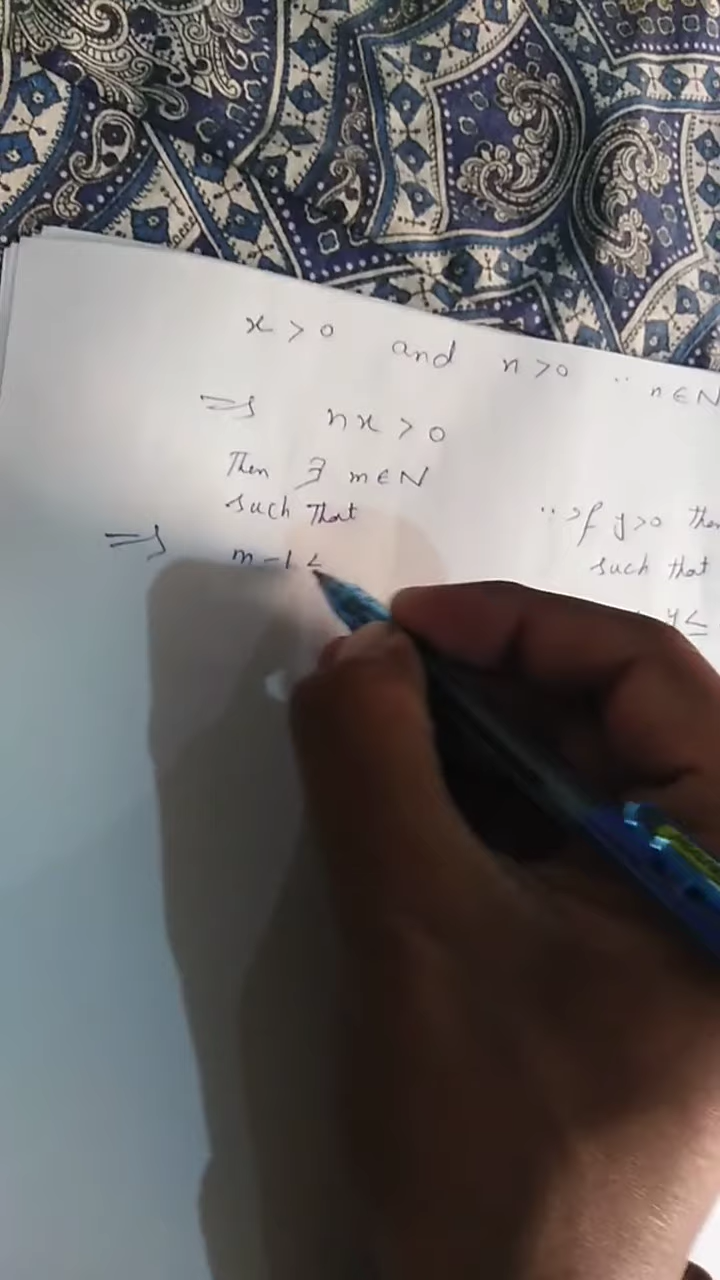 x > 0 and n > 0 ∵ n ∈ N
⇒ nx > 0
Then ∃ m ∈ N
such that
∵ If y > 0 then
such that
⇒ m - 1 ≤
y ≤